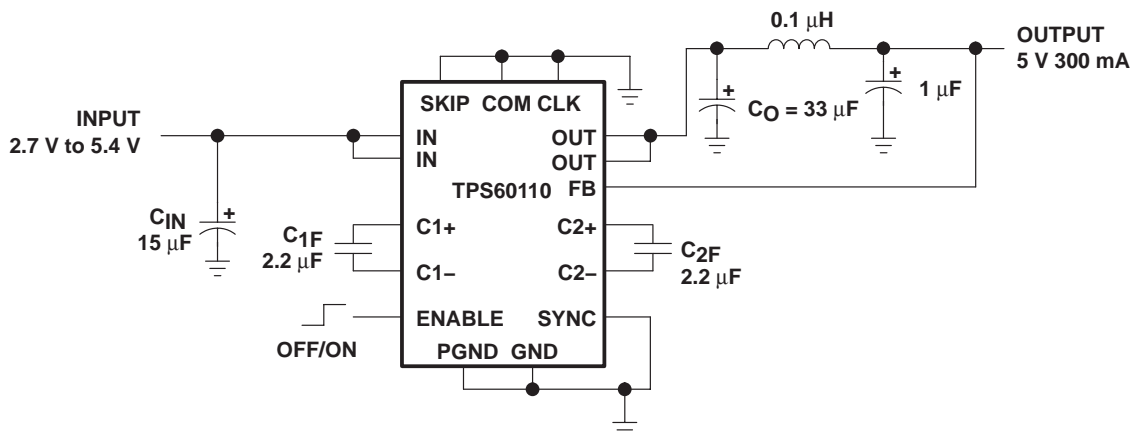 0.1 μH
OUTPUT
5 V 300 mA
+
+
1 μF
CO = 33 μF
SKIP COM CLK
INPUT
2.7 V to 5.4 V
IN
OUT
IN
OUT
TPS60110 FB
CIN
+
15 μF
C1F
2.2 μF
C1+
C2+
C2F
2.2 μF
C1−
C2−
ENABLE
SYNC
OFF/ON
PGND GND